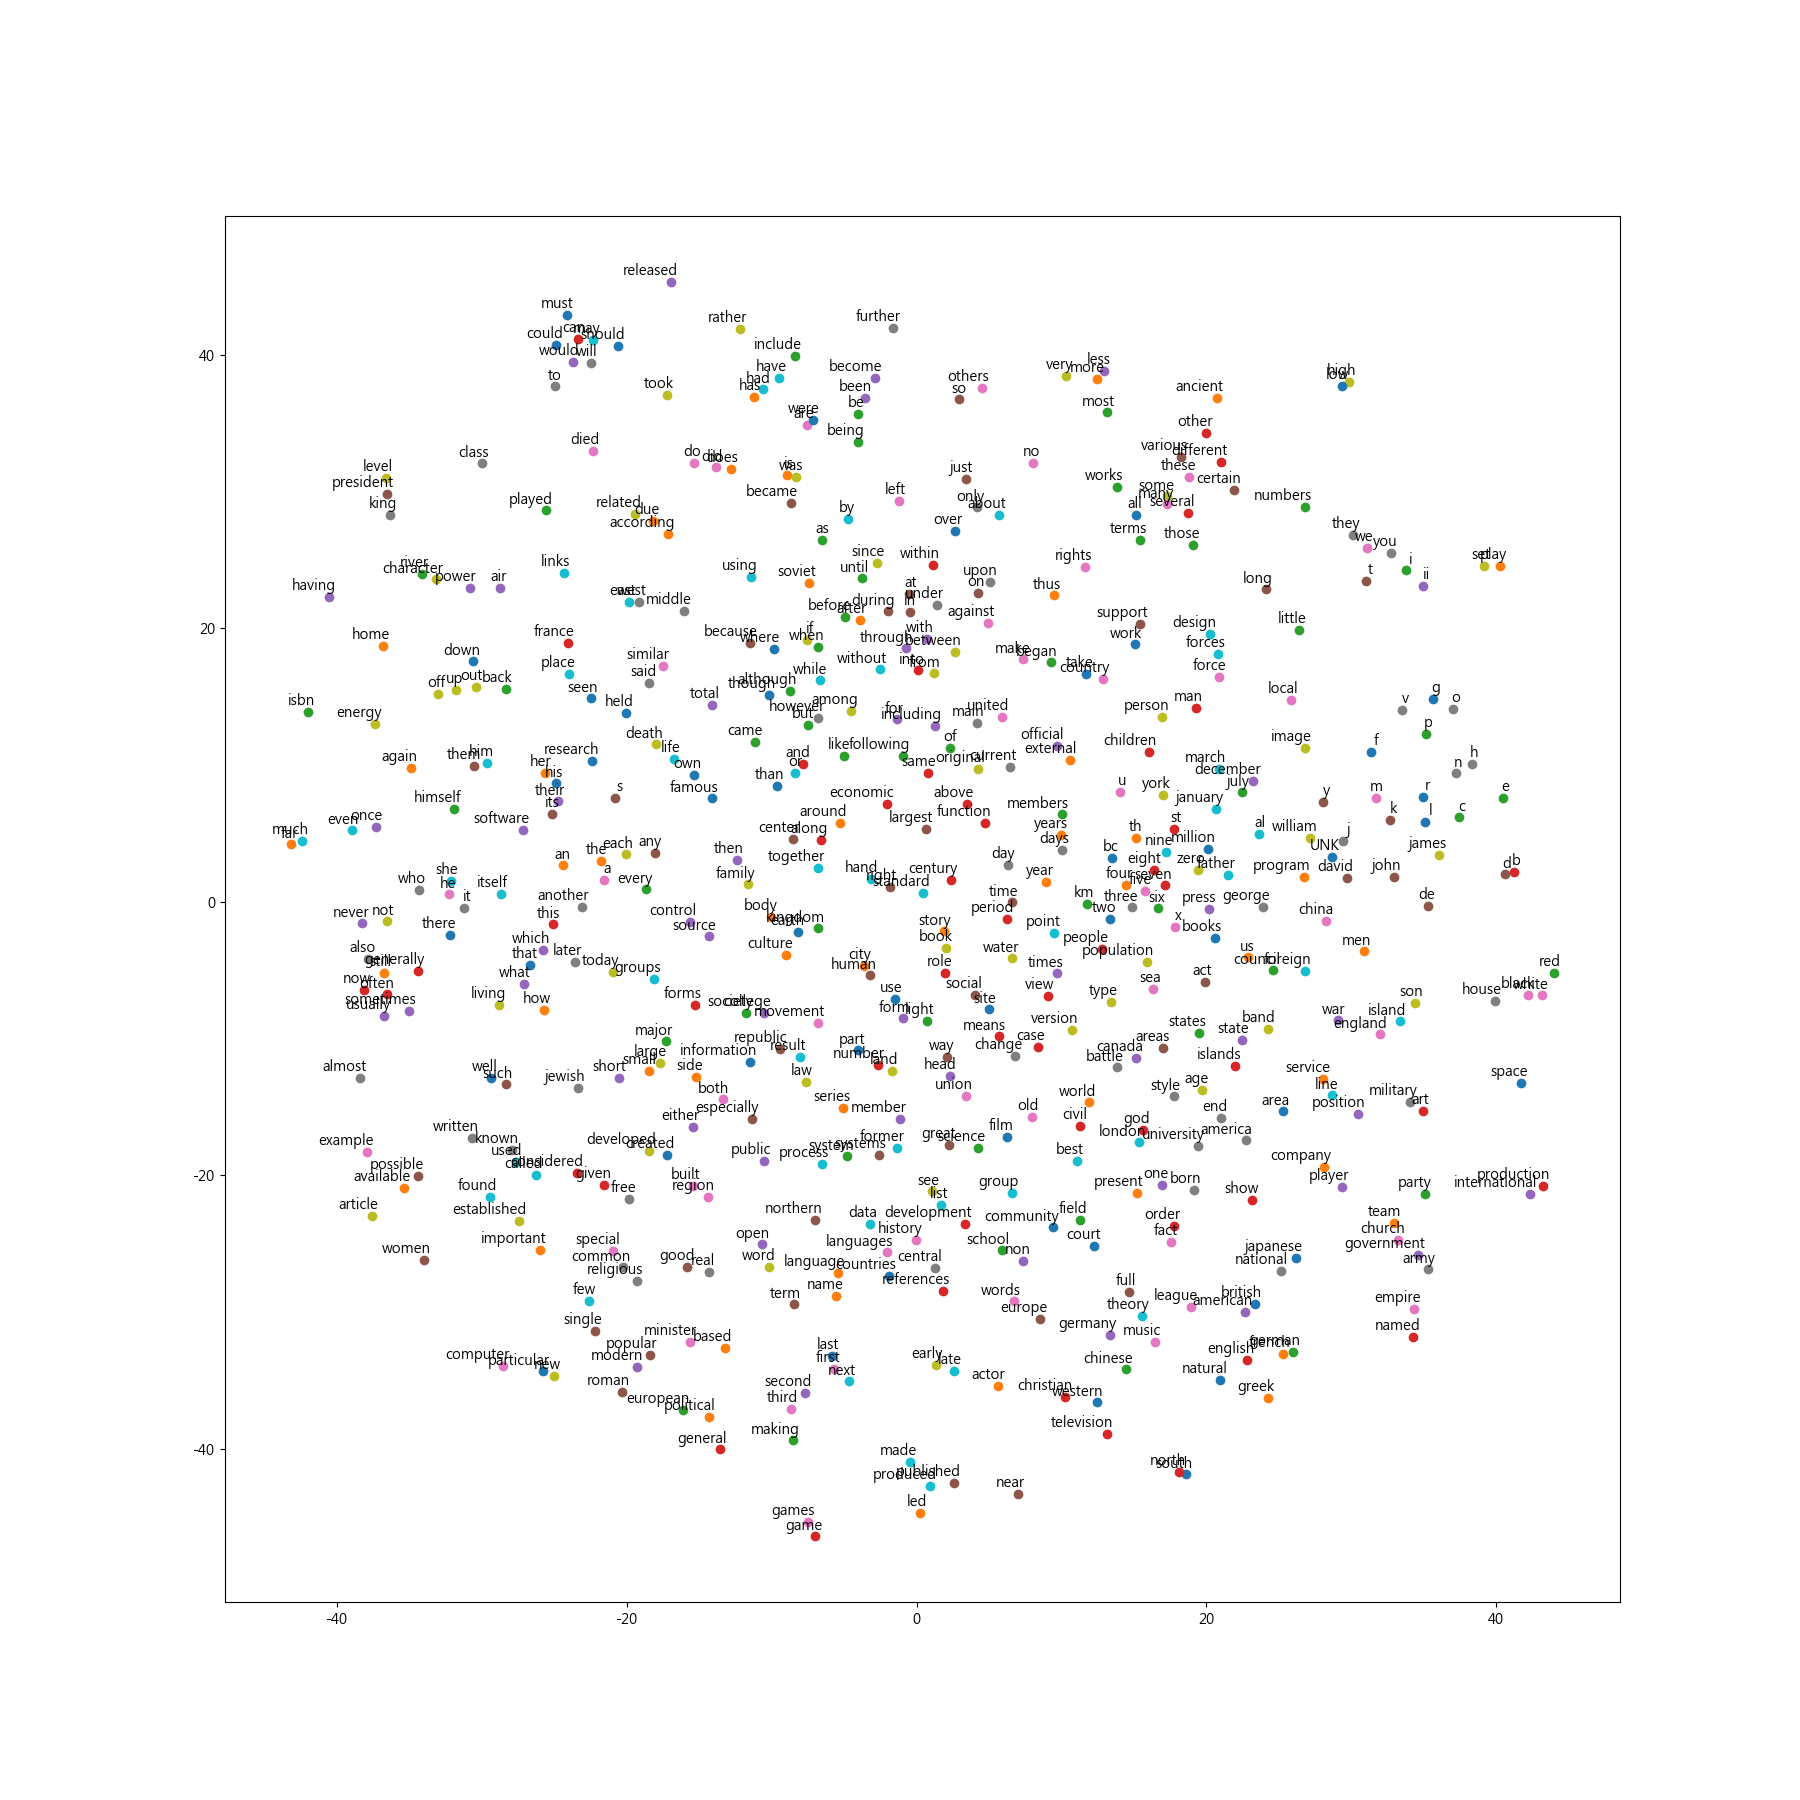 released
must
rather
further
could
can
may
should
include
would
will
to
took
have
had
has
become
been
be
being
others
so
very
less
more
most
ancient
high
low
were
are
other
died
class
do
did
does
is
was
became
just
no
various
different
these
certain
level
president
king
played
related
due
according
left
by
as
only
about
over
works
some
many
several
all
terms
those
numbers
they
we
you
i
ii
t
set
play
river
character
power
air
having
links
using
soviet
since
until
within
upon
on
rights
thus
long
east
west
middle
at
in
under
during
before
after
against
support
work
design
forces
force
little
home
down
france
because
where
if
when
through
with
between
into
from
make
began
take
country
off
up
out
back
place
similar
said
seen
held
total
though
although
while
without
isbn
energy
however
but
among
for
including
main
united
person
man
local
v
g
o
death
life
came
like
following
of
official
external
children
image
f
p
again
them
him
research
her
his
own
than
or
and
same
original
current
march
december
july
n
h
himself
their
its
s
famous
economic
above
u
york
january
y
m
r
e
even
once
much
far
software
center
along
around
largest
function
members
years
days
th
st
nine
million
al
william
UNK
j
k
l
c
james
an
the
each
any
then
family
together
hand
right
standard
century
day
year
bc
eight
four
seven
zero
father
program
david
john
d
b
who
she
he
it
itself
a
every
another
this
body
kingdom
earth
time
period
km
five
three
two
six
press
george
china
de
never
not
there
control
source
story
book
point
people
x
books
also
generally
still
which
that
later
today
groups
culture
city
human
role
water
population
us
council
foreign
men
now
often
sometimes
usually
what
living
how
forms
society
college
movement
use
form
light
social
site
view
times
type
sea
act
red
black
white
house
son
major
large
small
information
republic
result
part
number
land
way
means
change
case
version
areas
canada
battle
states
state
band
war
island
england
islands
almost
well
such
jewish
short
side
law
head
union
style
age
service
line
space
both
either
especially
series
member
old
world
civil
god
end
area
position
military
art
written
example
known
used
called
considered
developed
created
public
process
system
systems
former
great
science
film
best
london
university
america
possible
available
given
built
region
free
see
list
group
present
one
born
show
company
player
party
production
international
article
found
established
northern
data
development
community
field
order
fact
team
church
women
important
special
common
religious
good
real
open
word
languages
language
history
countries
central
school
non
court
japanese
national
government
army
few
single
term
name
references
words
europe
full
theory
league
american
british
empire
named
computer
particular
new
popular
modern
minister
based
last
first
next
early
late
germany
music
chinese
english
french
german
natural
greek
roman
european
political
general
second
third
making
actor
christian
western
television
north
south
made
produced
published
led
near
games
game
40
20
0
-20
-40
-40
-20
0
20
40